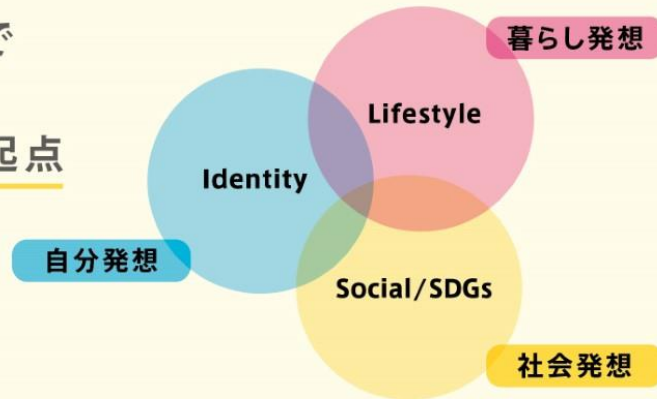 で
起点
暮らし発想
Lifestyle
Identity
自分発想
Social/SDGs
社会発想